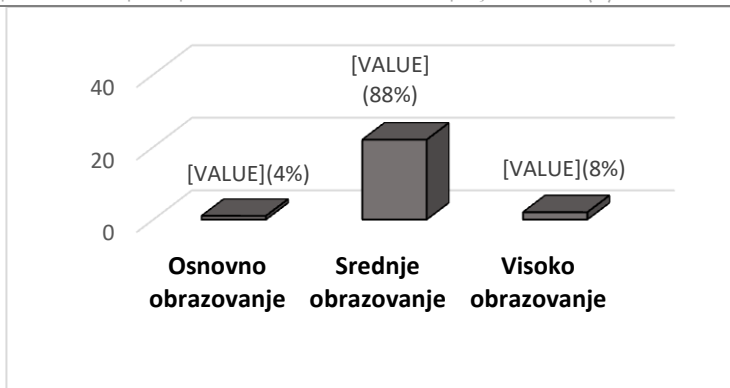 40
20
0
[VALUE]
(88%)
[VALUE](4%)
[VALUE](8%)
Osnovno
obrazovanje
Srednje
obrazovanje
Visoko
obrazovanje